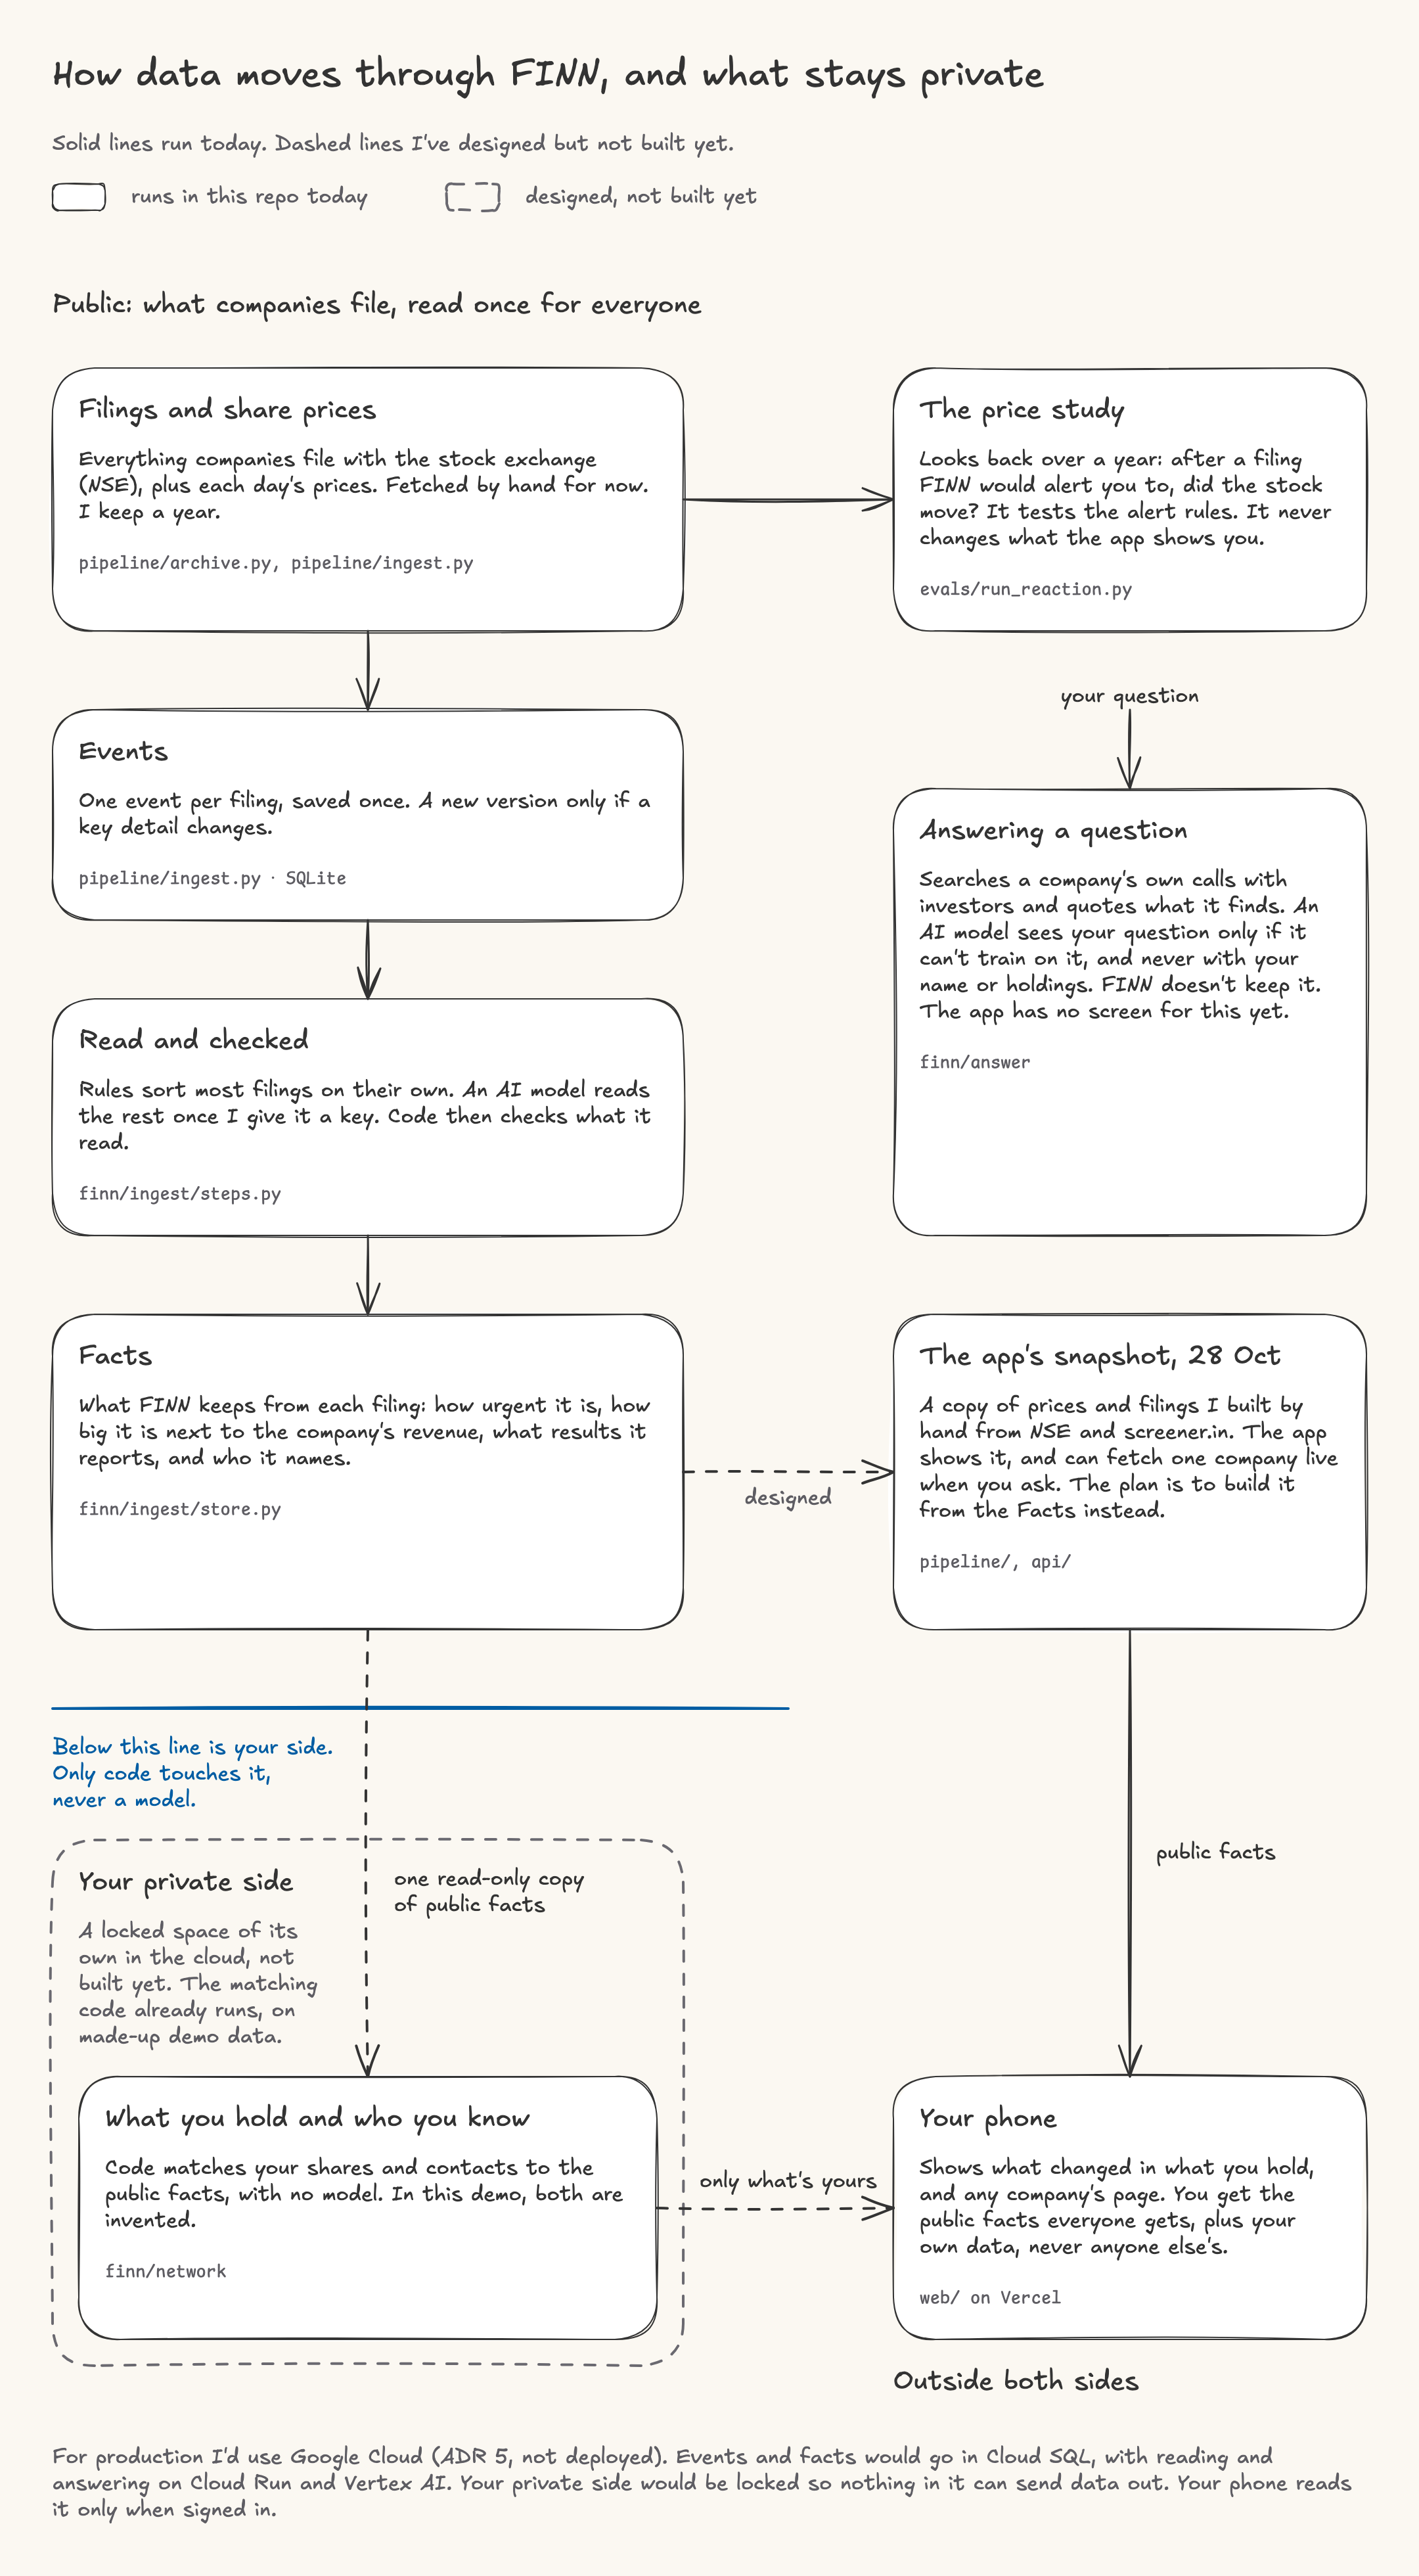 How data moves through FINN, and what stays private
Solid lines run today. Dashed lines I've designed but not built yet.
runs in this repo today
designed, not built yet
Public: what companies file, read once for everyone
Filings and share prices
Everything companies file with the stock exchange
(NSE), plus each day's prices. Fetched by hand for now.
I keep a year.
pipeline/archive.py, pipeline/ingest.py
The price study
Looks back over a year: after a filing
FINN would alert you to, did the stock
move? It tests the alert rules. It never
changes what the app shows you.
evals/run_reaction.py
Events
One event per filing, saved once. A new version only if a
key detail changes.
pipeline/ingest.py · SQLite
your question
Answering a question
Searches a company's own calls with
investors and quotes what it finds. An
AI model sees your question only if it
can't train on it, and never with your
name or holdings. FINN doesn't keep it.
The app has no screen for this yet.
finn/answer
Read and checked
Rules sort most filings on their own. An AI model reads
the rest once I give it a key. Code then checks what it
read.
finn/ingest/steps.py
Facts
What FINN keeps from each filing: how urgent it is, how
big it is next to the company's revenue, what results it
reports, and who it names.
finn/ingest/store.py
designed
The app's snapshot, 28 Oct
A copy of prices and filings I built by
hand from NSE and screener.in. The app
shows it, and can fetch one company live
when you ask. The plan is to build it
from the Facts instead.
pipeline/, api/
Below this line is your side.
Only code touches it,
never a model.
public facts
Your private side
A locked space of its
own in the cloud, not
built yet. The matching
code already runs, on
made-up demo data.
one read-only copy
of public facts
What you hold and who you know
Code matches your shares and contacts to the
public facts, with no model. In this demo, both are
invented.
finn/network
only what's yours
Your phone
Shows what changed in what you hold,
and any company's page. You get the
public facts everyone gets, plus your
own data, never anyone else's.
web/ on Vercel
Outside both sides
For production I'd use Google Cloud (ADR 5, not deployed). Events and facts would go in Cloud SQL, with reading and
answering on Cloud Run and Vertex AI. Your private side would be locked so nothing in it can send data out. Your phone reads
it only when signed in.